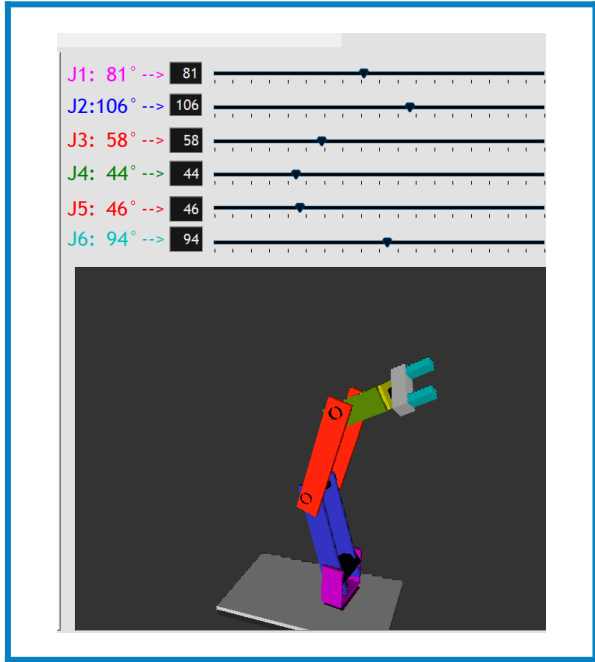 J1: 81° --> 81
J2:106° --> 106
J3: 58° --> 58
J4: 44° --> 44
J5: 46° --> 46
J6: 94° --> 94